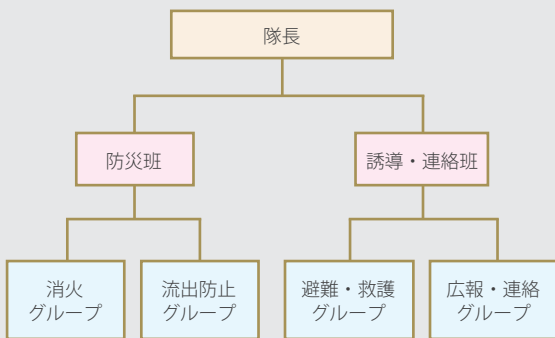 隊長
防災班
誘導・連絡班
消火
グループ
流出防止
グループ
避難・救護
グループ
広報・連絡
グループ